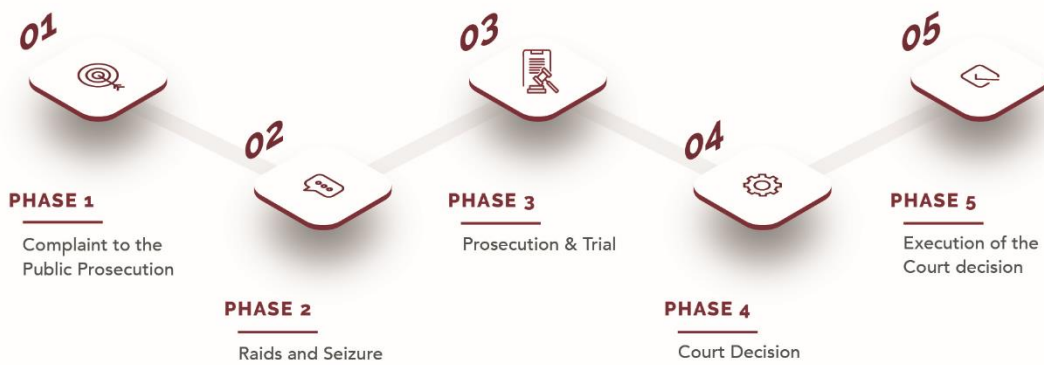 01
PHASE 1
Complaint to the
Public Prosecution
02
PHASE 2
Raids and Seizure
03
PHASE 3
Prosecution & Trial
04
PHASE 4
Court Decision
05
PHASE 5
Execution of the
Court decision